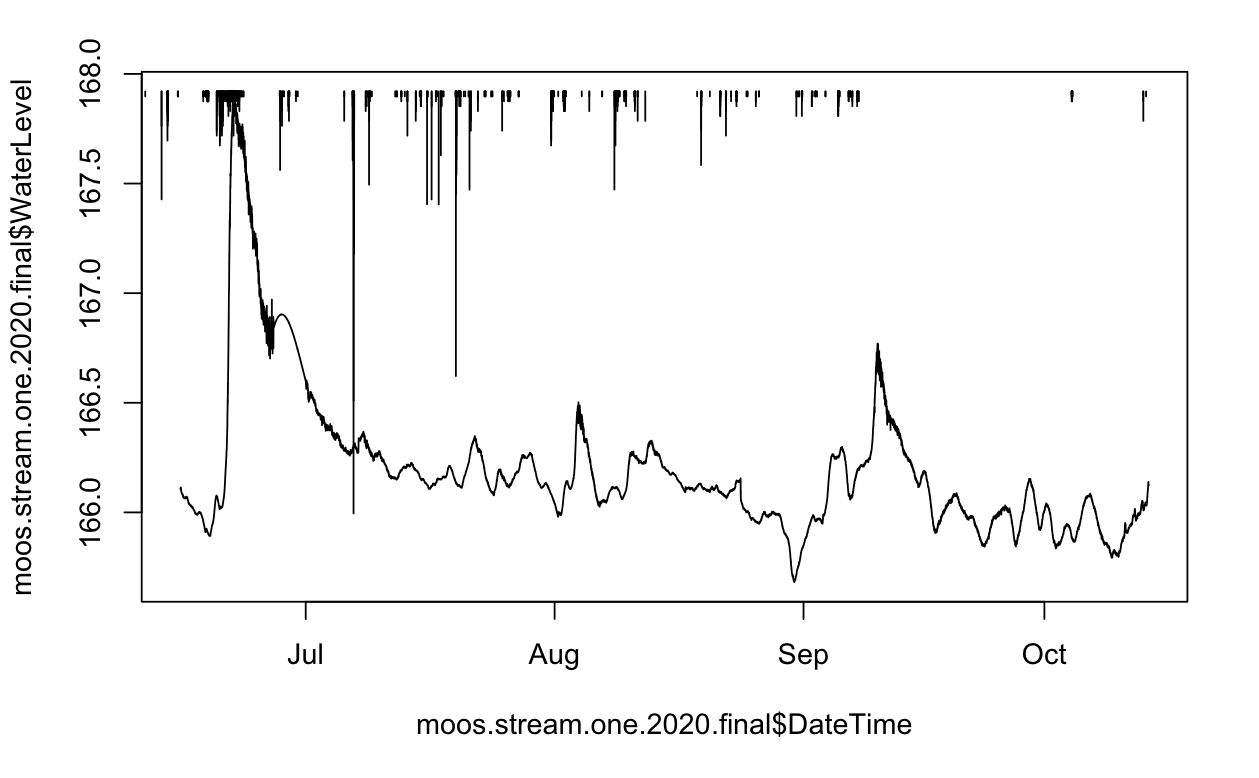 moos.stream.one.2020.final$WaterLevel
168.0
167.5
167.0
166.5
166.0
Jul Aug Sep Oct
moos.stream.one.2020.final$DateTime